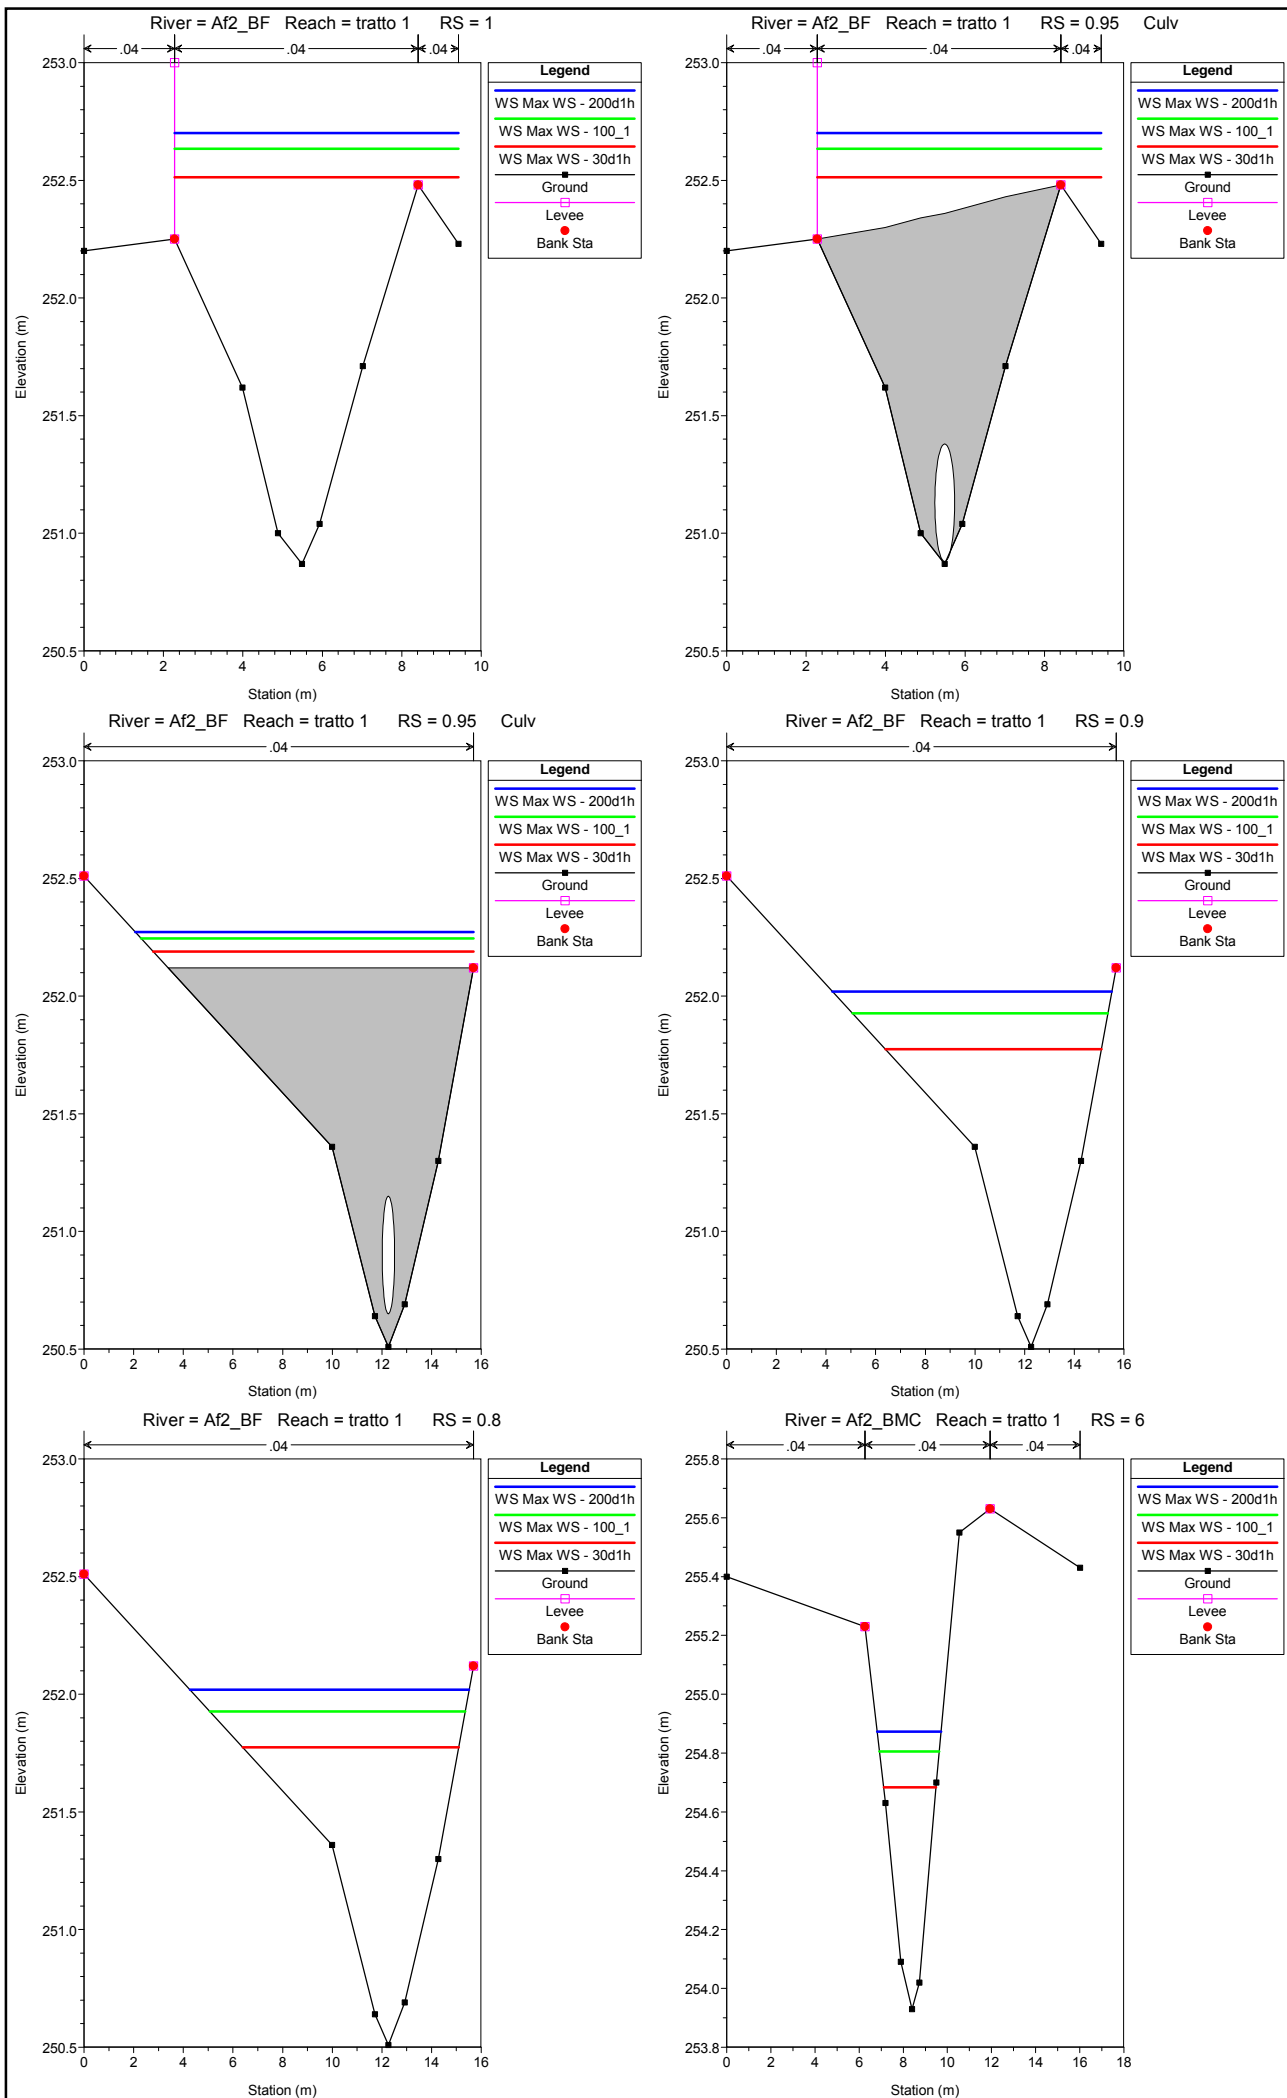 River = Af2_BF Reach = tratto 1 RS = 1
.04 .04 .04
253.0
252.5
252.0
251.5
251.0
250.5
Elevation (m)
0 2 4 6 8 10
Station (m)
Legend
WS Max WS - 200d1h
WS Max WS - 100_1
WS Max WS - 30d1h
Ground
Levee
Bank Sta
River = Af2_BF Reach = tratto 1 RS = 0.95 Culv
.04 .04 .04
253.0
252.5
252.0
251.5
251.0
250.5
Elevation (m)
0 2 4 6 8 10
Station (m)
Legend
WS Max WS - 200d1h
WS Max WS - 100_1
WS Max WS - 30d1h
Ground
Levee
Bank Sta
River = Af2_BF Reach = tratto 1 RS = 0.95 Culv
.04
253.0
252.5
252.0
251.5
251.0
250.5
Elevation (m)
0 2 4 6 8 10 12 14 16
Station (m)
Legend
WS Max WS - 200d1h
WS Max WS - 100_1
WS Max WS - 30d1h
Ground
Levee
Bank Sta
River = Af2_BF Reach = tratto 1 RS = 0.9
.04
253.0
252.5
252.0
251.5
251.0
250.5
Elevation (m)
0 2 4 6 8 10 12 14 16
Station (m)
Legend
WS Max WS - 200d1h
WS Max WS - 100_1
WS Max WS - 30d1h
Ground
Levee
Bank Sta
River = Af2_BF Reach = tratto 1 RS = 0.8
.04
253.0
252.5
252.0
251.5
251.0
250.5
Elevation (m)
0 2 4 6 8 10 12 14 16
Station (m)
Legend
WS Max WS - 200d1h
WS Max WS - 100_1
WS Max WS - 30d1h
Ground
Levee
Bank Sta
River = Af2_BMC Reach = tratto 1 RS = 6
.04 .04 .04
255.8
255.6
255.4
255.2
255.0
254.8
254.6
254.4
254.2
254.0
253.8
Elevation (m)
0 2 4 6 8 10 12 14 16 18
Station (m)
Legend
WS Max WS - 200d1h
WS Max WS - 100_1
WS Max WS - 30d1h
Ground
Levee
Bank Sta